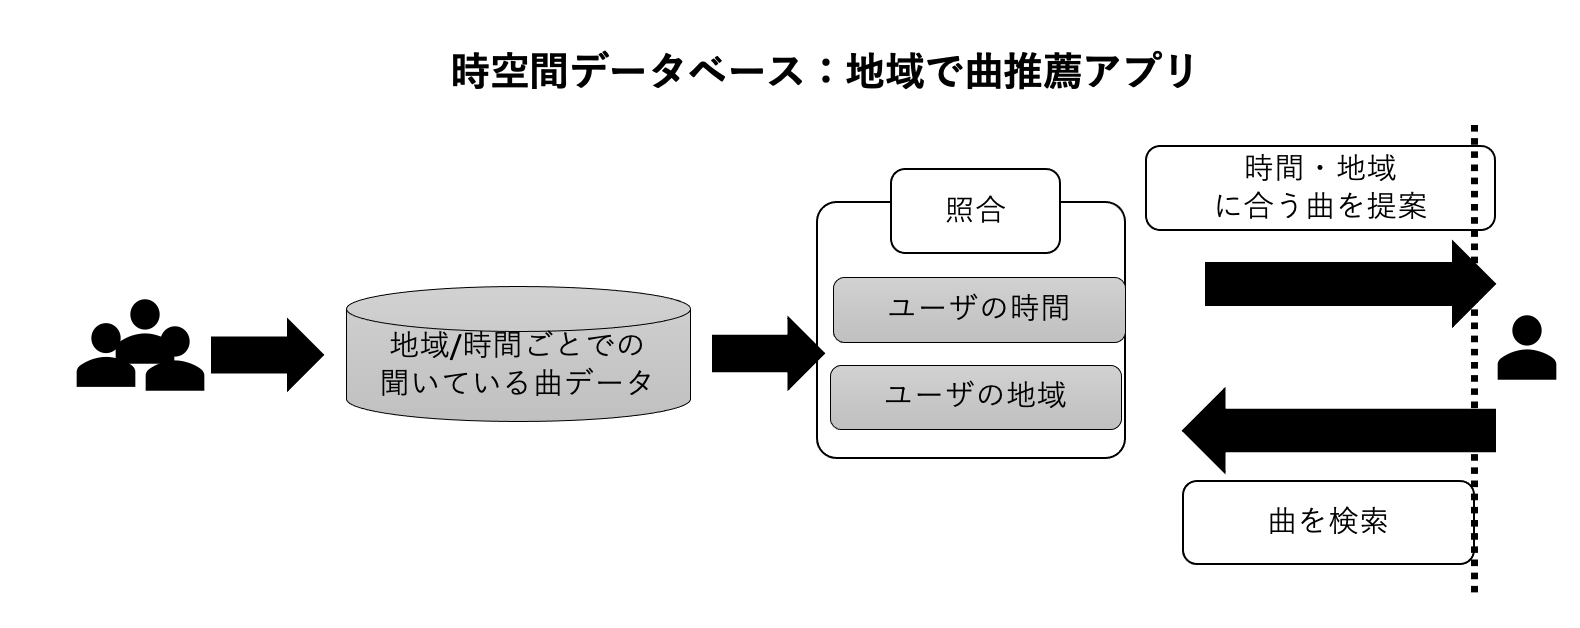 時空間データベース：地域で曲推薦アプリ
時間・地域
に合う曲を提案
照合
ユーザの時間
地域/時間ごとでの
聞いている曲データ
ユーザの地域
曲を検索